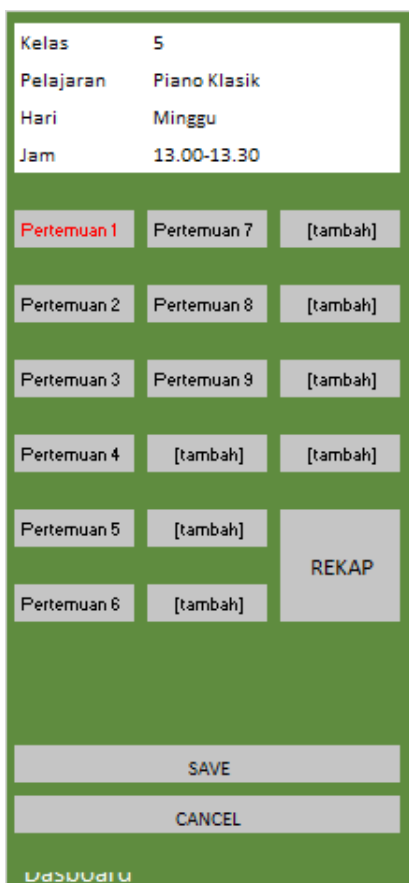 Kelas 5
Pelajaran Piano Klasik
Hari Minggu
Jam 13.00-13.30
Pertemuan 1 Pertemuan 7 [tambah]
Pertemuan 2 Pertemuan 8 [tambah]
Pertemuan 3 Pertemuan 9 [tambah]
Pertemuan 4 [tambah] [tambah]
Pertemuan 5 [tambah]
REKAP
Pertemuan 6 [tambah]
SAVE
CANCEL
Dasboard